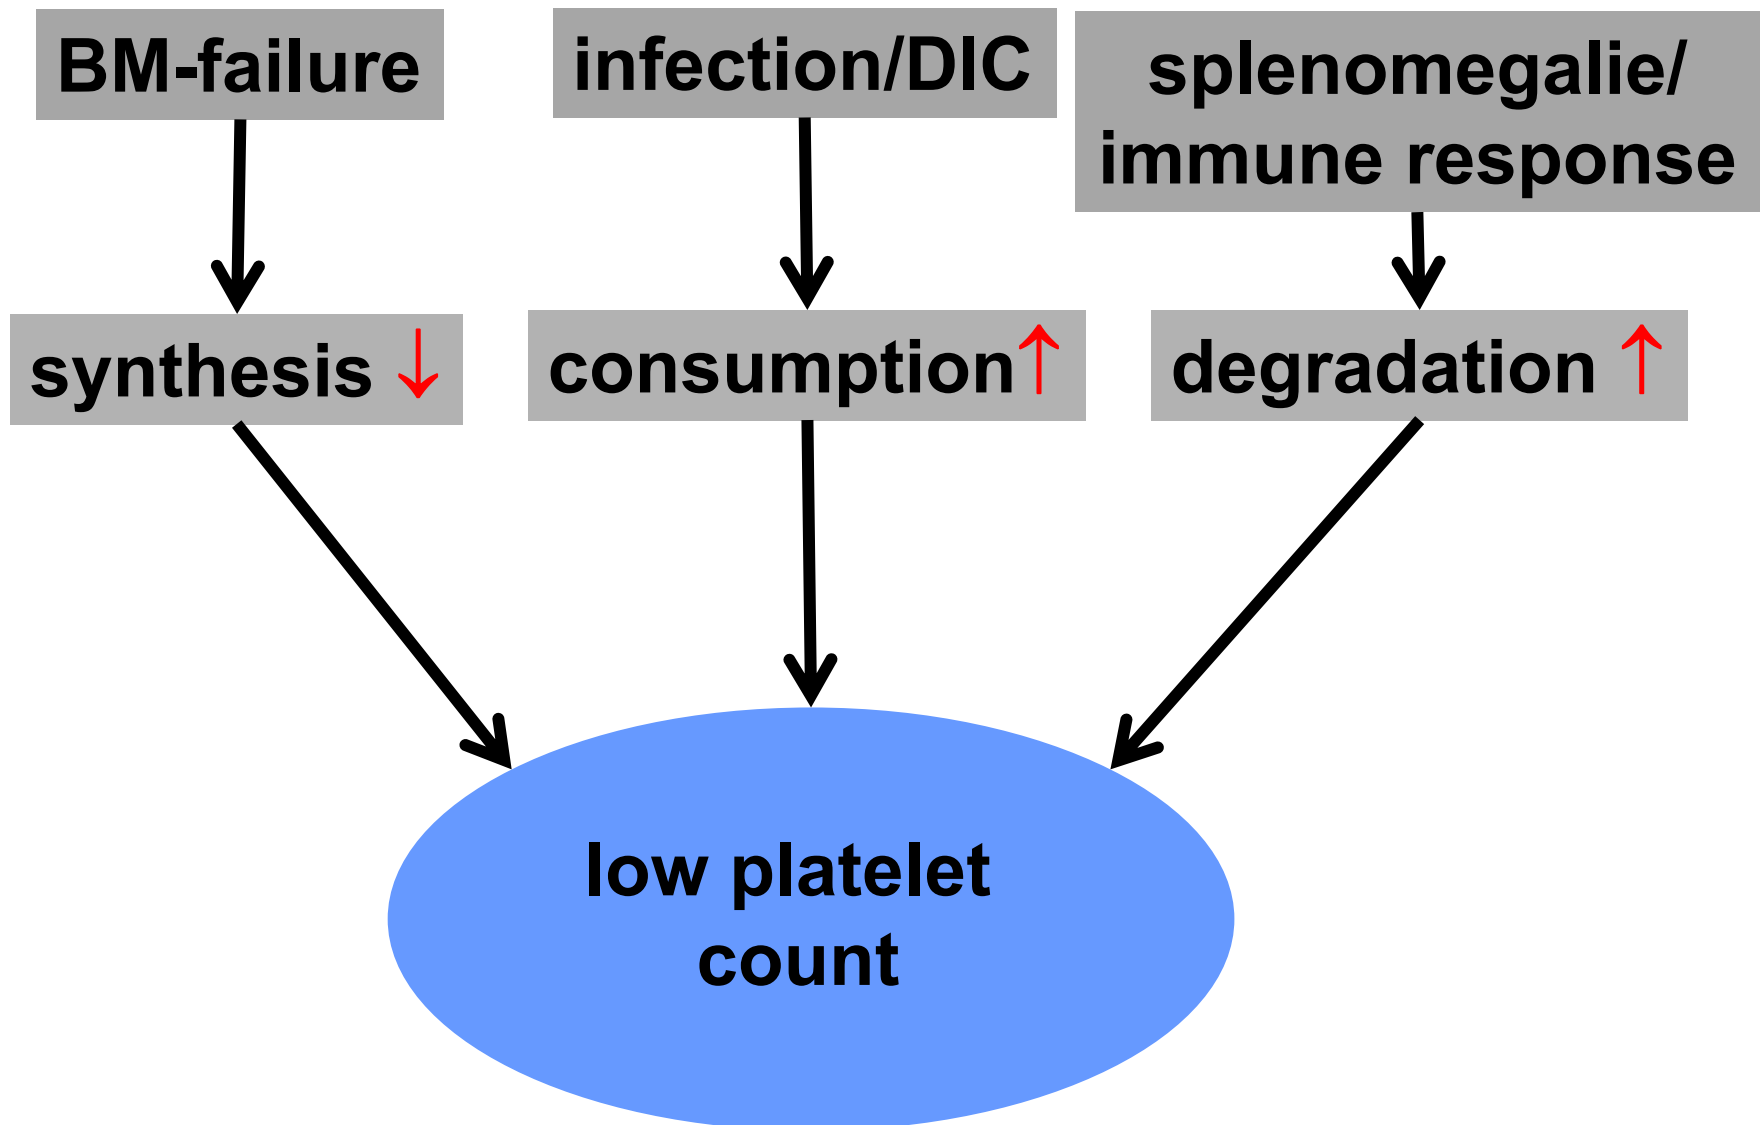 BM-failure
infection/DIC
splenomegalie/
immune response
synthesis ↓
consumption↑
degradation ↑
low platelet
count